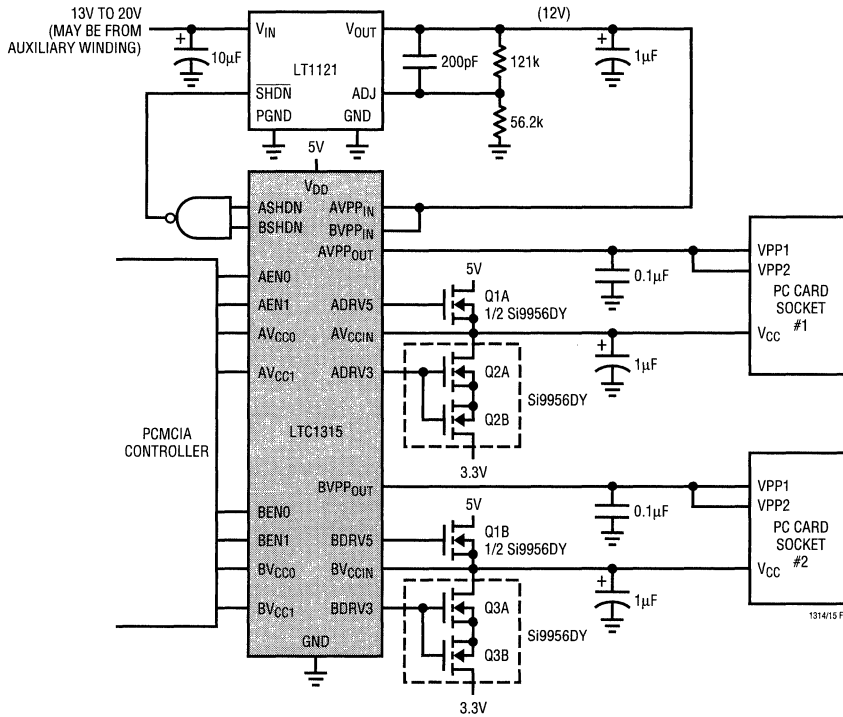 13V TO 20V
(MAY BE FROM
AUXILIARY WINDING)
+
10µF
VIN
VOUT
LT1121
SHDN
ADJ
PGND
GND
200pF
121k
56.2k
(12V)
+
1µF
5V
VDD
ASHDN
BSHDN
AVPPIN
BVPPIN
AVPPOUT
AEN0
AEN1
ADRV5
AVCC0
AVCCIN
AVCC1
ADRV3
LTC1315
PCMCIA
CONTROLLER
BVPPOUT
BEN0
BEN1
BDRV5
BVCC0
BVCCIN
BVCC1
BDRV3
GND
5V
Q1A
1/2 Si9956DY
Q2A
Q2B
Si9956DY
3.3V
0.1µF
+
1µF
VPP1
VPP2
PC CARD
SOCKET
#1
VCC
5V
Q1B
1/2 Si9956DY
Q3A
Q3B
Si9956DY
3.3V
0.1µF
+
1µF
VPP1
VPP2
PC CARD
SOCKET
#2
VCC
1314/15 F